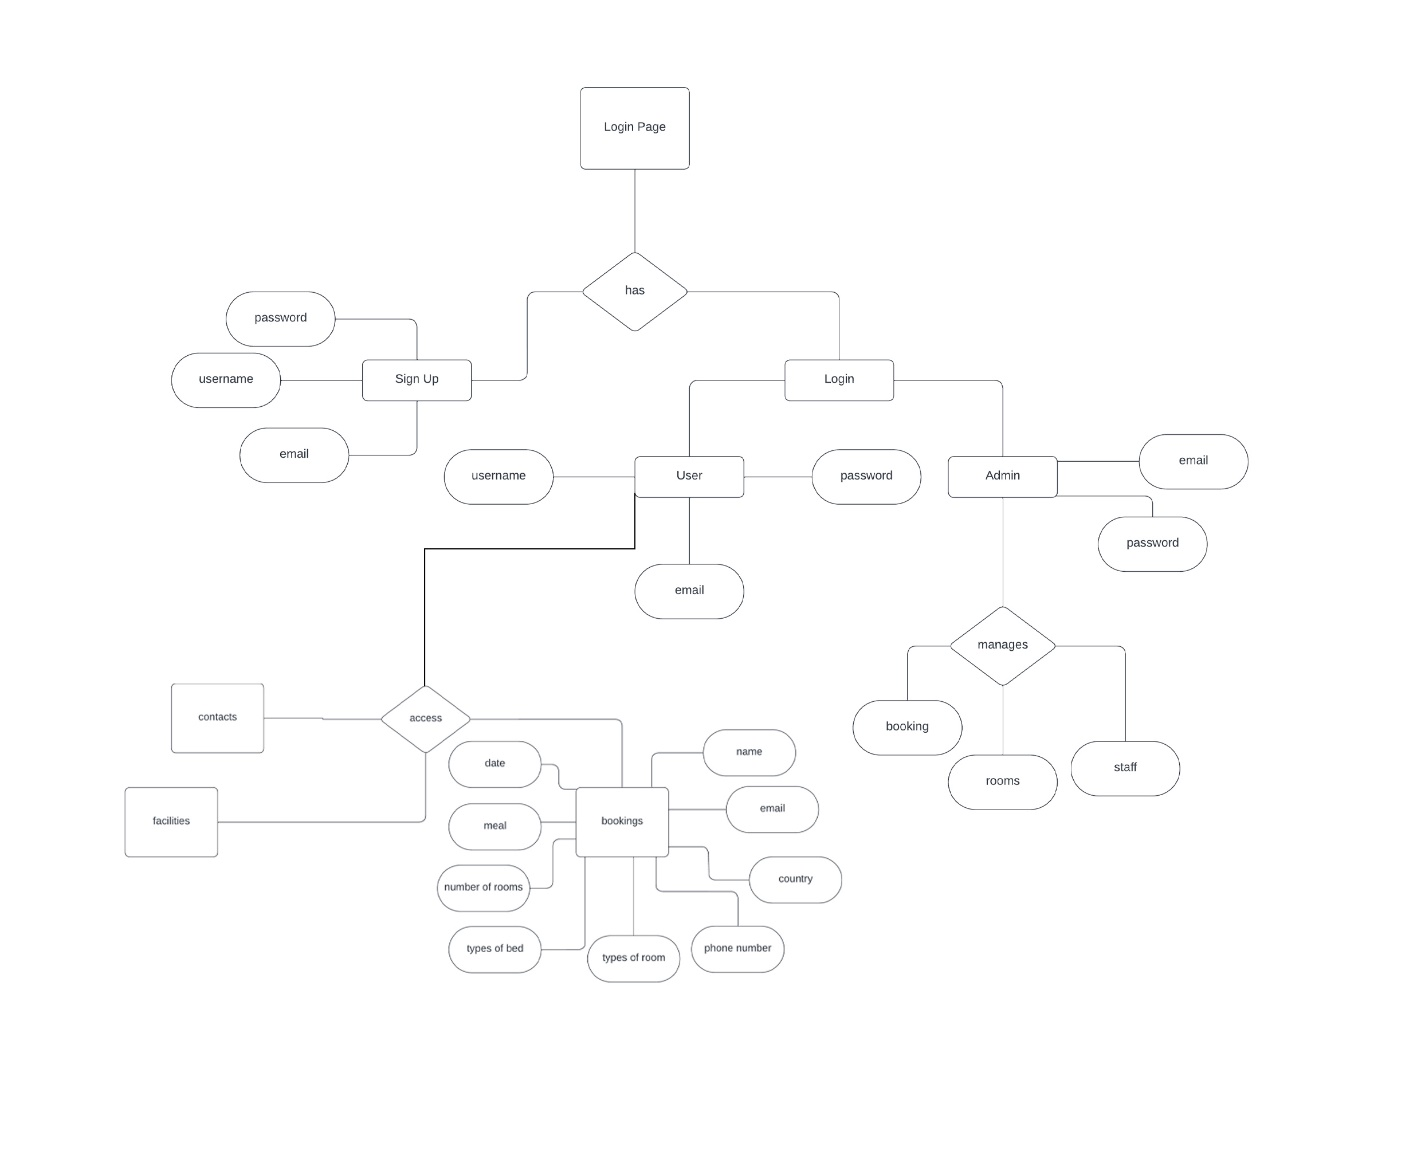 Login Page
has
password
username
Sign Up
Login
email
username
User
password
Admin
email
password
email
manages
contacts
access
booking
rooms
staff
date
name
facilities
meal
bookings
email
number of rooms
country
types of bed
types of room
phone number